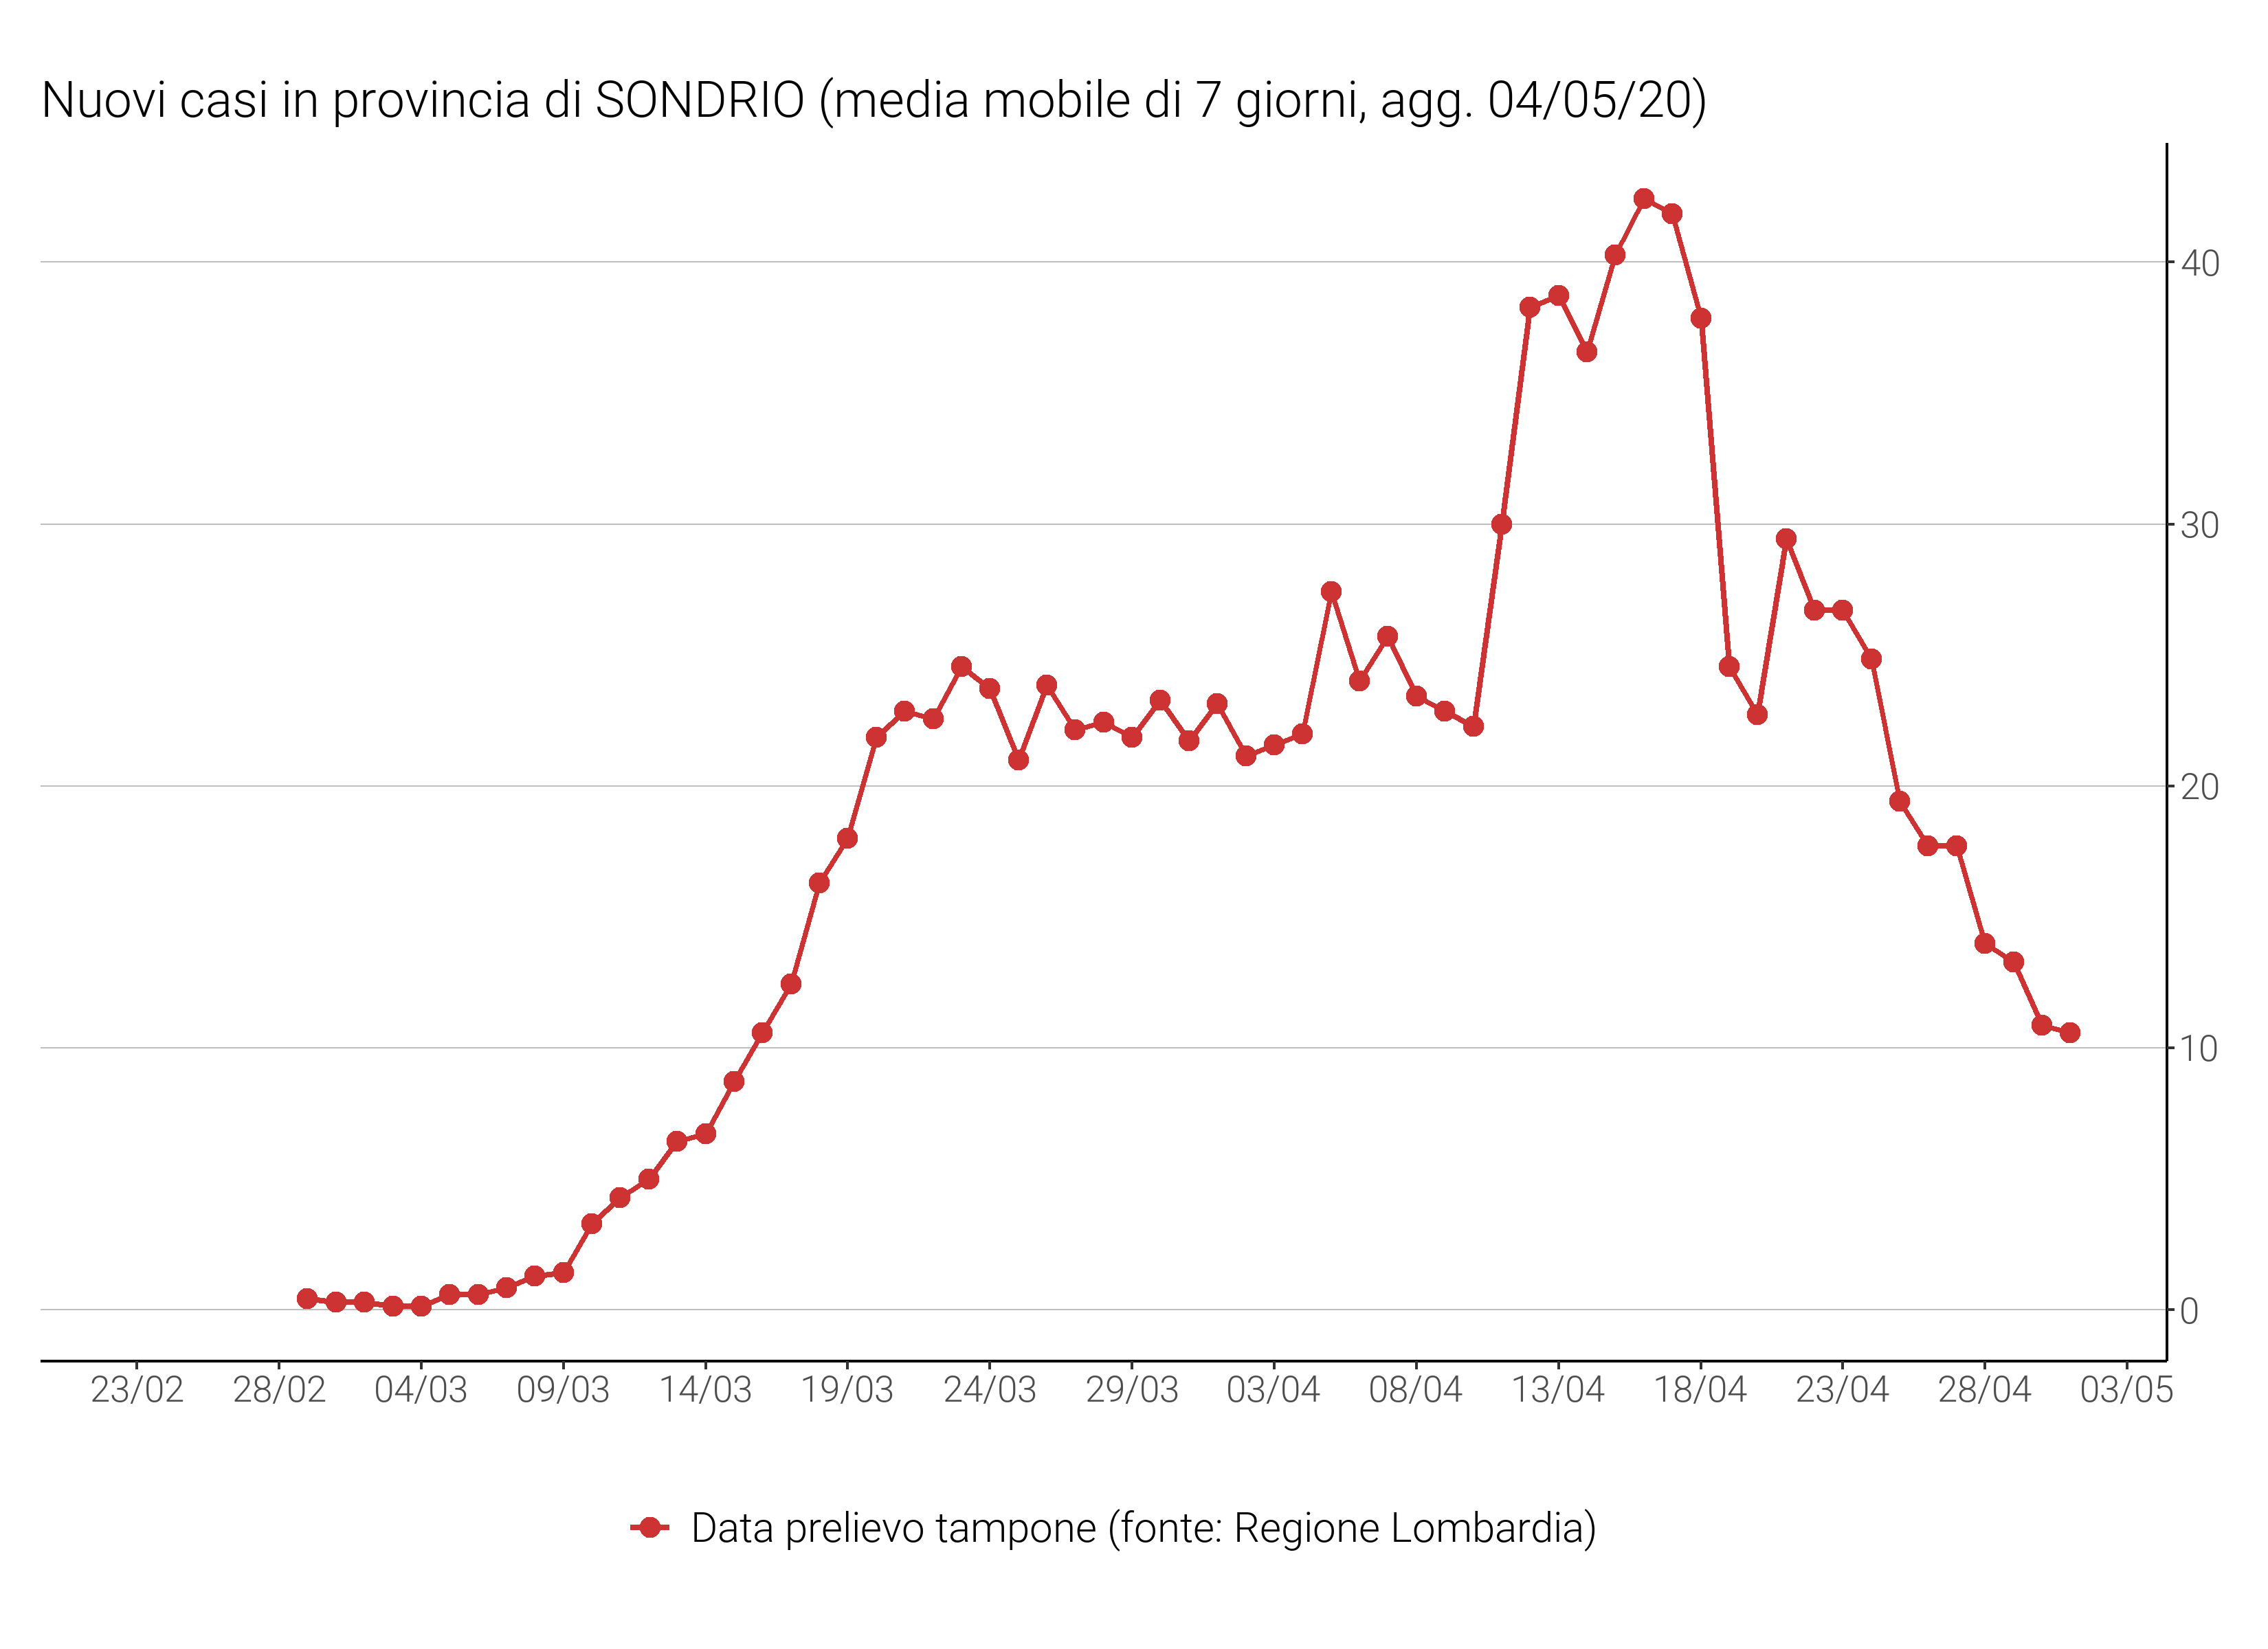 Nuovi casi in provincia di SONDRIO (media mobile di 7 giorni, agg. 04/05/20)
40
30
20
10
0
23/02 28/02 04/03 09/03 14/03 19/03 24/03 29/03 03/04 08/04 13/04 18/04 23/04 28/04 03/05
Data prelievo tampone (fonte: Regione Lombardia)